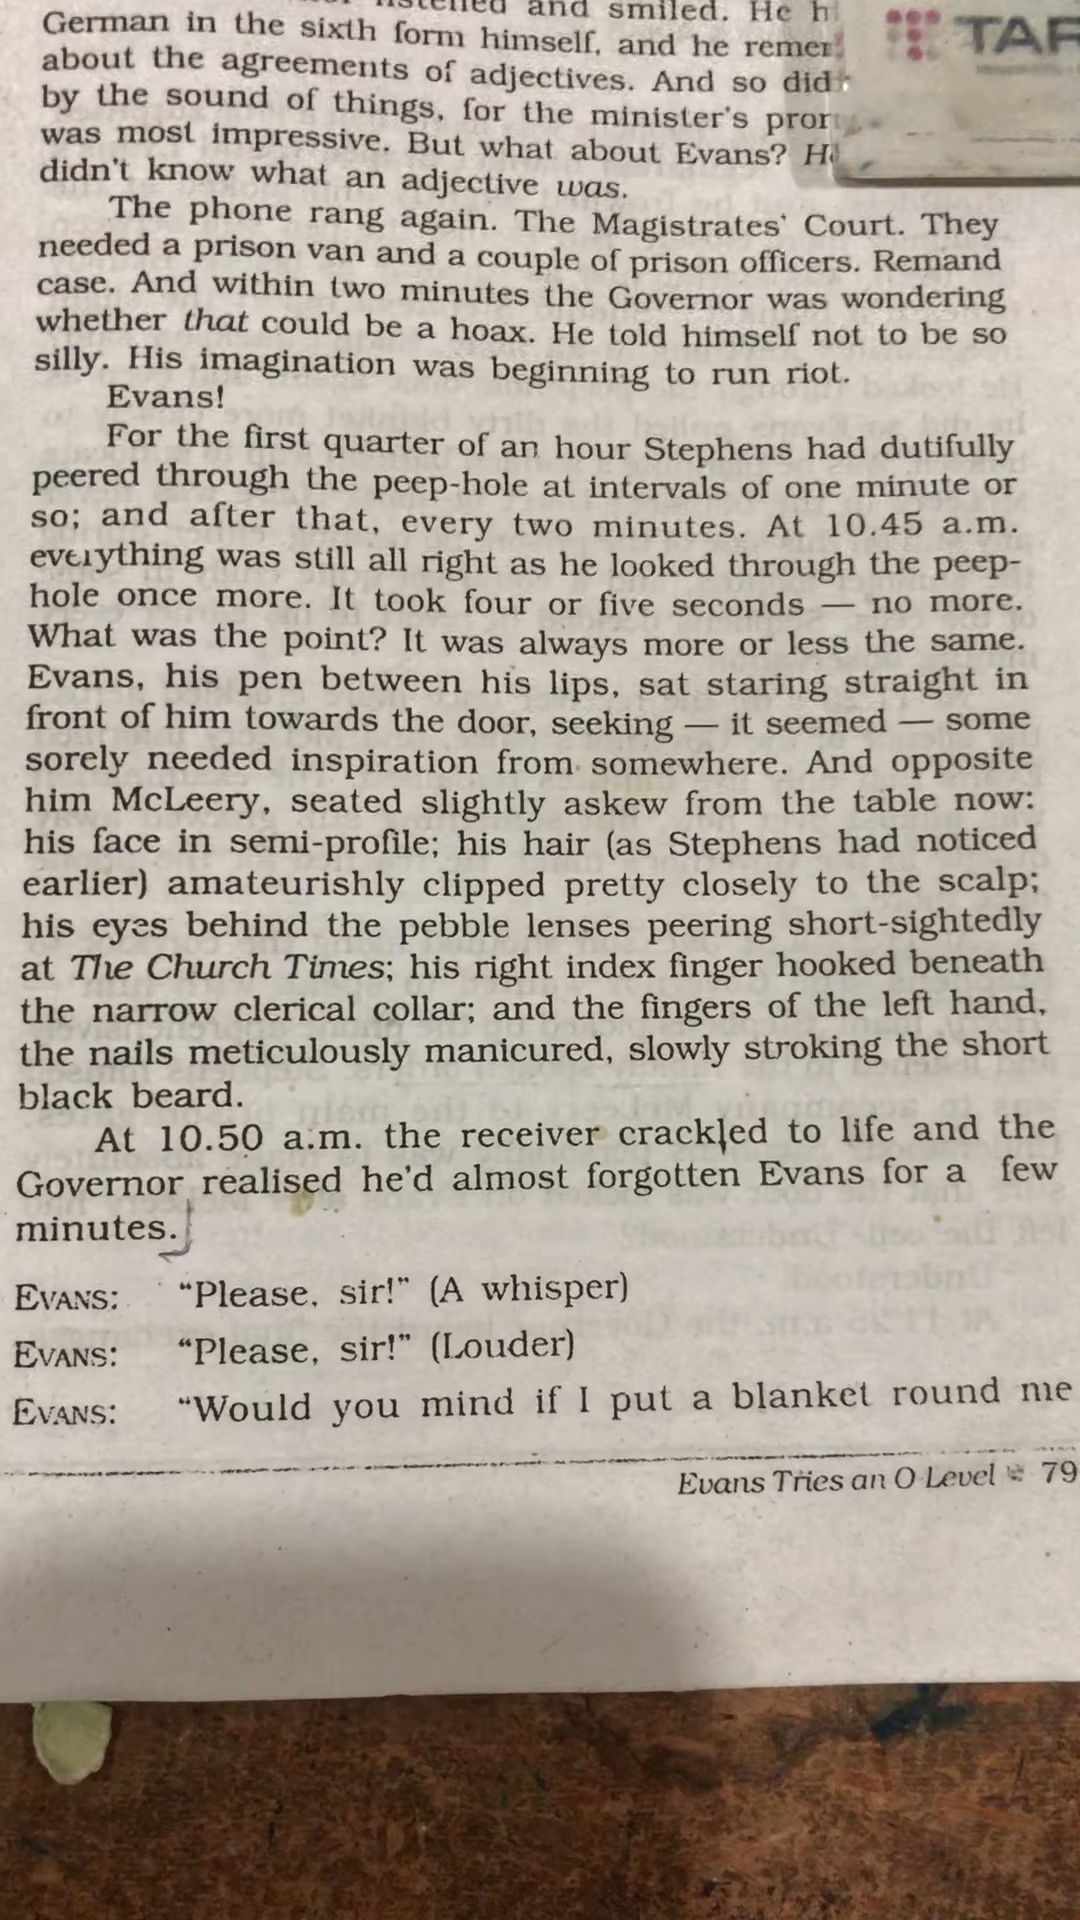 and smiled. He
German in the sixth form himself, and he
about the agreements of adjectives. And so did
by the sound of things, for the minister's
was most impressive. But what about Evans?
didn't know what an adjective was.
The phone rang again. The Magistrates' Court. They
needed a prison van and a couple of prison officers. Remand
case. And within two minutes the Governor was wondering
whether that could be a hoax. He told himself not to be so
silly. His imagination was beginning to run riot.
Evans!
For the first quarter of an hour Stephens had dutifully
peered through the peep-hole at intervals of one minute or
so; and after that, every two minutes. At 10.45 a.m.
everything was still all right as he looked through the peep-
hole once more. It took four or five seconds — no more.
What was the point? It was always more or less the same.
Evans, his pen between his lips, sat staring straight in
front of him towards the door, seeking — it seemed — some
sorely needed inspiration from somewhere. And opposite
him McLeery, seated slightly askew from the table now:
his face in semi-profile; his hair (as Stephens had noticed
earlier) amateurishly clipped pretty closely to the scalp;
his eyes behind the pebble lenses peering short-sightedly
at The Church Times; his right index finger hooked beneath
the narrow clerical collar; and the fingers of the left hand,
the nails meticulously manicured, slowly stroking the short
black beard.
At 10.50 a.m. the receiver crackled to life and the
Governor realised he'd almost forgotten Evans for a few
minutes.
EVANS: "Please, sir!" (A whisper)
EVANS: "Please, sir!" (Louder)
EVANS: "Would you mind if I put a blanket round me
Evans Tries an O Level 79